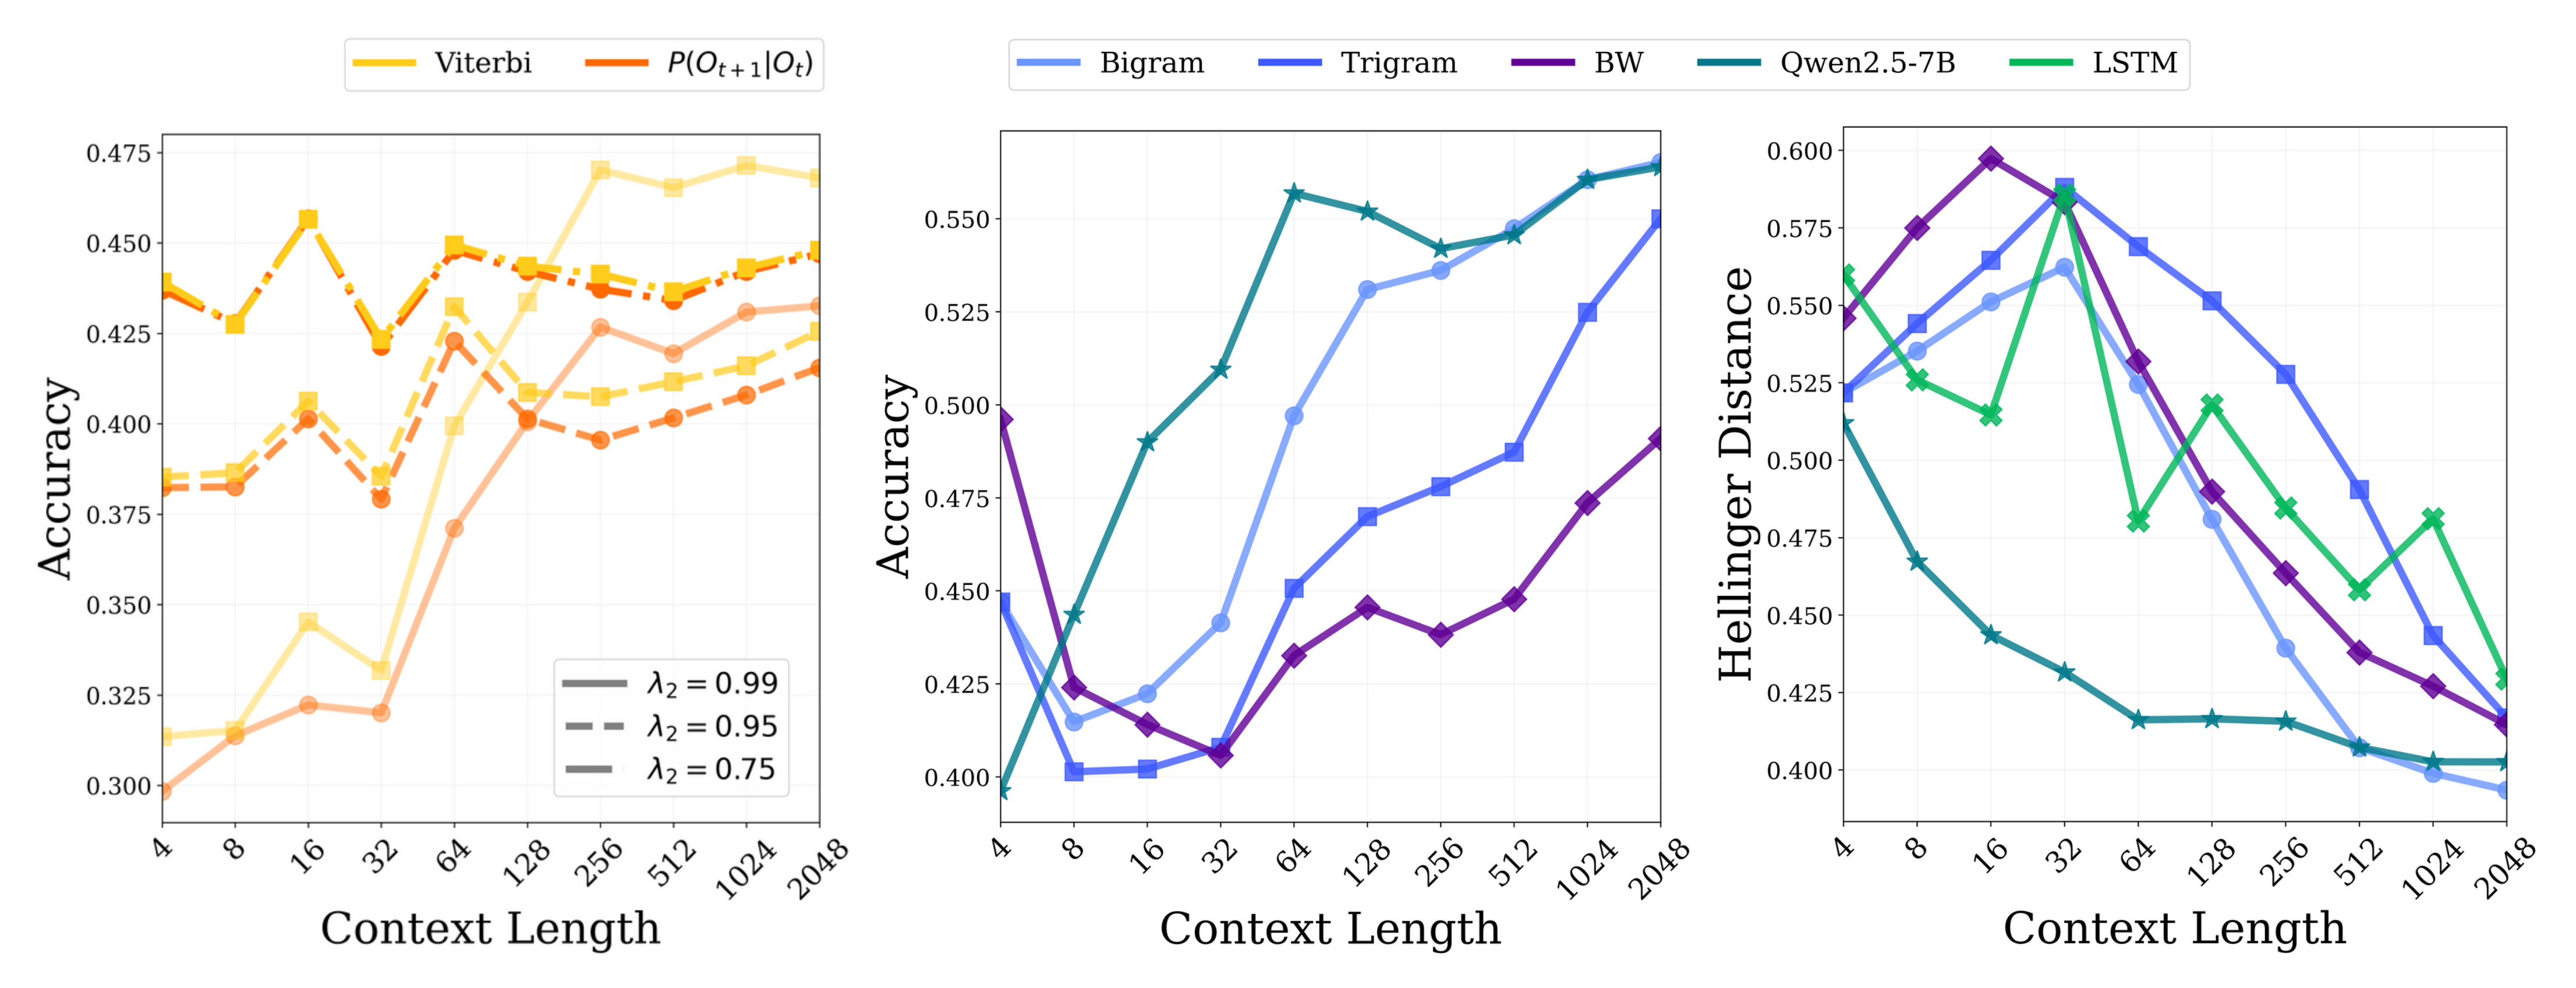 Viterbi P(O_{t+1}|O_t)
Bigram Trigram BW Qwen2.5-7B LSTM
Accuracy
0.475
0.450
0.425
0.400
0.375
0.350
0.325
0.300
λ₂ = 0.99
λ₂ = 0.95
λ₂ = 0.75
4 8 16 32 64 128 256 512 1024 2048
Context Length
Accuracy
0.550
0.525
0.500
0.475
0.450
0.425
0.400
4 8 16 32 64 128 256 512 1024 2048
Context Length
Hellinger Distance
0.600
0.575
0.550
0.525
0.500
0.475
0.450
0.425
0.400
4 8 16 32 64 128 256 512 1024 2048
Context Length